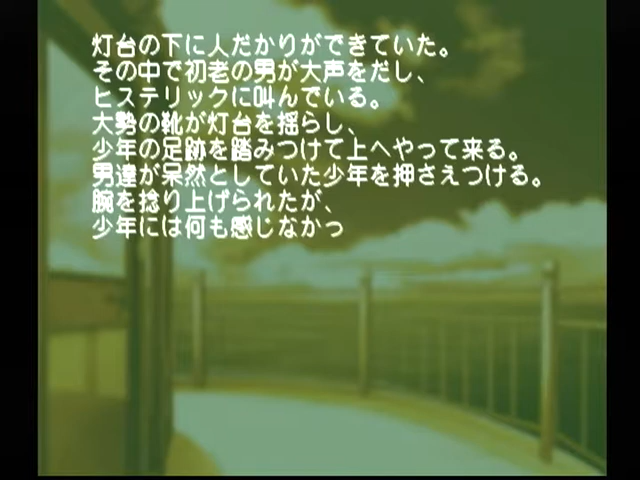 灯台の下に人だかりができていた。
その中で初老の男が大声をだし、
ヒステリックに叫んでいる。
大勢の靴が灯台を揺らし、
少年の足跡を踏みつけて上へやって来る。
男達が呆然としていた少年を押さえつける。
腕を捻り上げられたが、
少年には何も感じなかっ